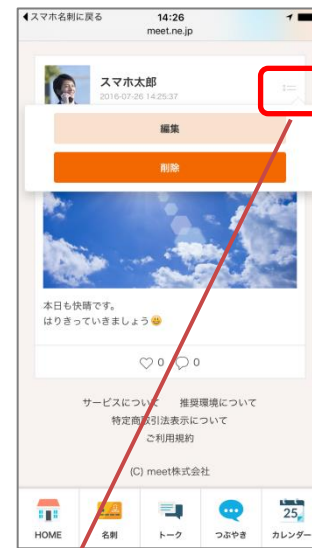 スマホ名刺に戻る 14:26
meet.ne.jp
スマホ太郎
2016-07-26 14:25:37
編集
削除
本日も快晴です。
はりきっていきましょう😀
0 0
サービスについて 推奨環境について
特定商取引法表示について
ご利用規約
(C) meet株式会社
25
HOME 名刺 トーク つぶやき カレンダー